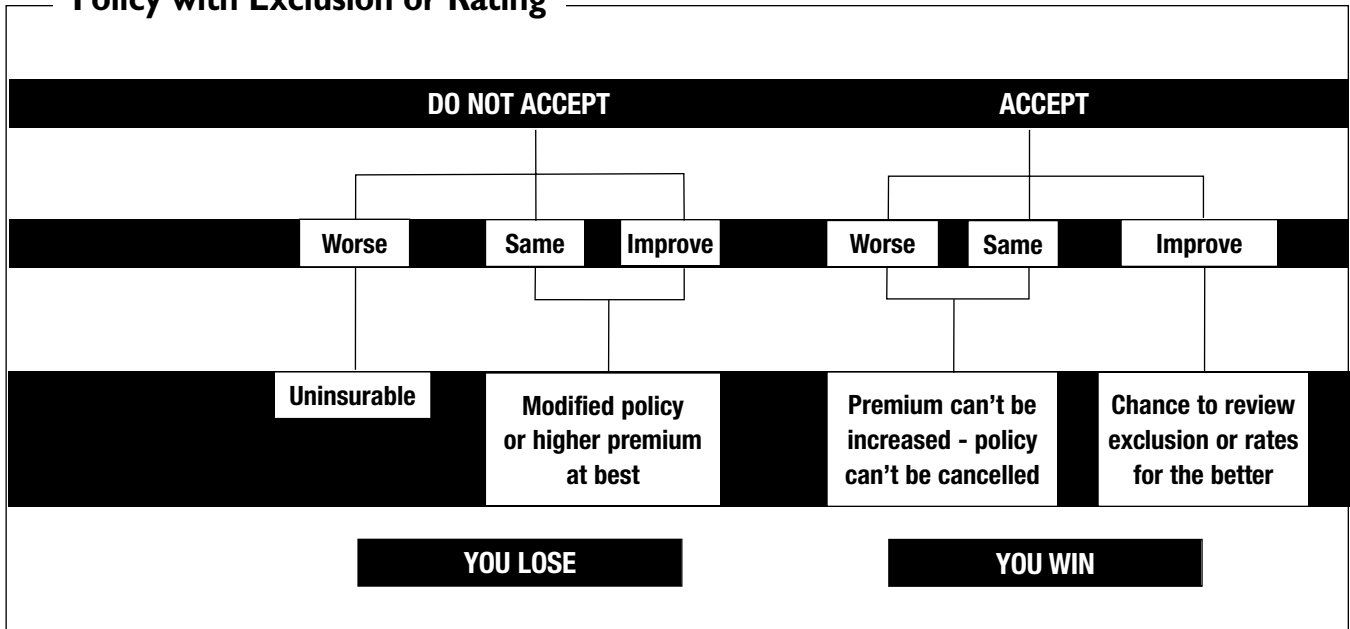 Policy with Exclusion or Rating
DO NOT ACCEPT
ACCEPT
Worse
Same
Improve
Worse
Same
Improve
Uninsurable
Modified policy
or higher premium
at best
Premium can't be
increased - policy
can't be cancelled
Chance to review
exclusion or rates
for the better
YOU LOSE
YOU WIN